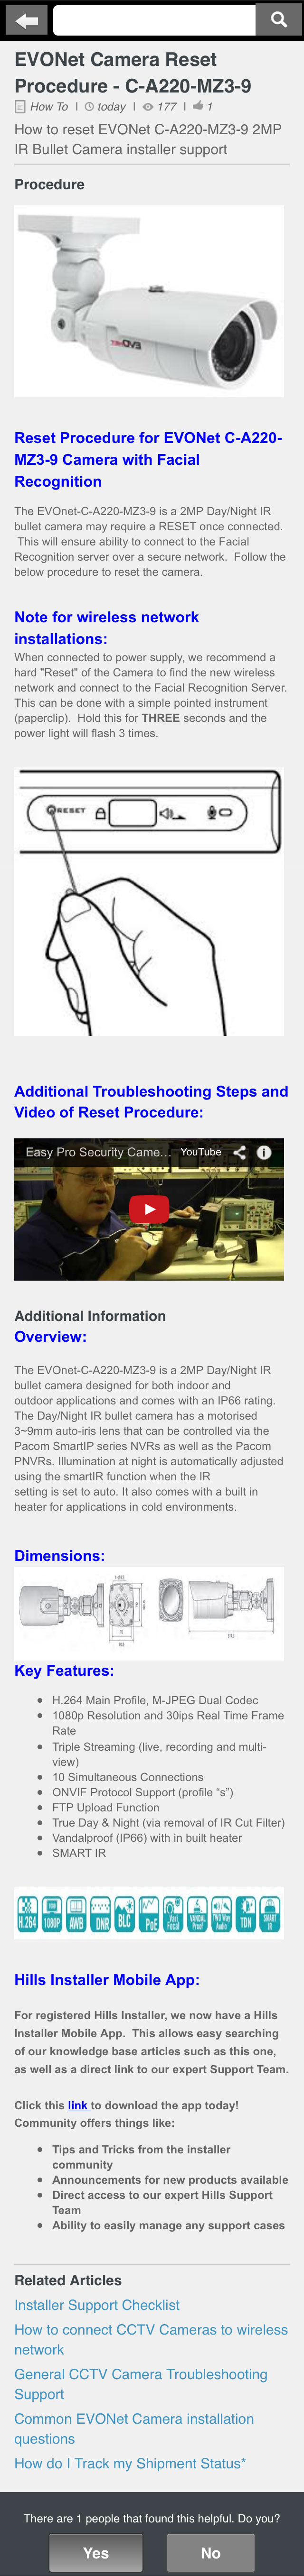 EVONet Camera Reset
Procedure - C-A220-MZ3-9
How To | today | 177 | 1
How to reset EVONet C-A220-MZ3-9 2MP
IR Bullet Camera installer support
Procedure
Reset Procedure for EVONet C-A220-
MZ3-9 Camera with Facial
Recognition
The EVOnet-C-A220-MZ3-9 is a 2MP Day/Night IR
bullet camera may require a RESET once connected.
This will ensure ability to connect to the Facial
Recognition server over a secure network. Follow the
below procedure to reset the camera.
Note for wireless network
installations:
When connected to power supply, we recommend a
hard "Reset" of the Camera to find the new wireless
network and connect to the Facial Recognition Server.
This can be done with a simple pointed instrument
(paperclip). Hold this for THREE seconds and the
power light will flash 3 times.
RESET
Additional Troubleshooting Steps and
Video of Reset Procedure:
Easy Pro Security Came... YouTube
Additional Information
Overview:
The EVOnet-C-A220-MZ3-9 is a 2MP Day/Night IR
bullet camera designed for both indoor and
outdoor applications and comes with an IP66 rating.
The Day/Night IR bullet camera has a motorised
3~9mm auto-iris lens that can be controlled via the
Pacom SmartIP series NVRs as well as the Pacom
PNVRs. Illumination at night is automatically adjusted
using the smartIR function when the IR
setting is set to auto. It also comes with a built in
heater for applications in cold environments.
Dimensions:
Key Features:
H.264 Main Profile, M-JPEG Dual Codec
1080p Resolution and 30ips Real Time Frame
Rate
Triple Streaming (live, recording and multi-
view)
10 Simultaneous Connections
ONVIF Protocol Support (profile “s”)
FTP Upload Function
True Day & Night (via removal of IR Cut Filter)
Vandalproof (IP66) with in built heater
SMART IR
H.264 1080P AWB DNR BLC PoE Vari Focal VANDAL Proof Two Way Audio TDN SMART IR
Hills Installer Mobile App:
For registered Hills Installer, we now have a Hills
Installer Mobile App. This allows easy searching
of our knowledge base articles such as this one,
as well as a direct link to our expert Support Team.
Click this link to download the app today!
Community offers things like:
Tips and Tricks from the installer
community
Announcements for new products available
Direct access to our expert Hills Support
Team
Ability to easily manage any support cases
Related Articles
Installer Support Checklist
How to connect CCTV Cameras to wireless
network
General CCTV Camera Troubleshooting
Support
Common EVONet Camera installation
questions
How do I Track my Shipment Status*
There are 1 people that found this helpful. Do you?
Yes No